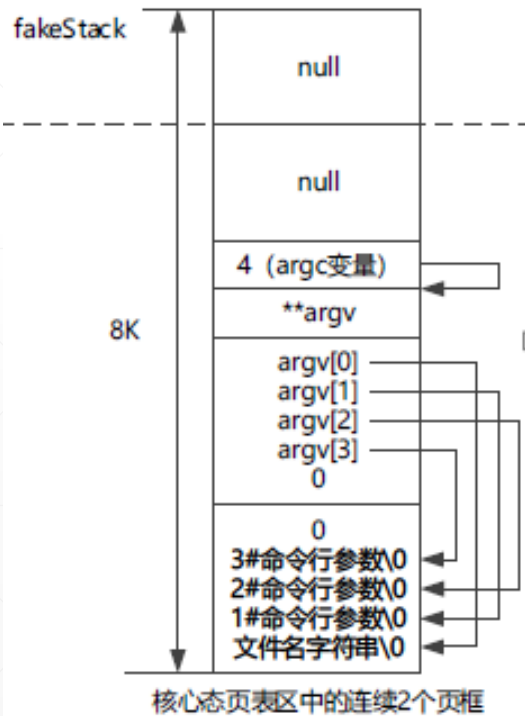 fakeStack
null
null
4（argc变量）
**argv
8K
argv[0]
argv[1]
argv[2]
argv[3]
0
0
3#命令行参数\0
2#命令行参数\0
1#命令行参数\0
文件名字符串\0
核心态页表区中的连续2个页框